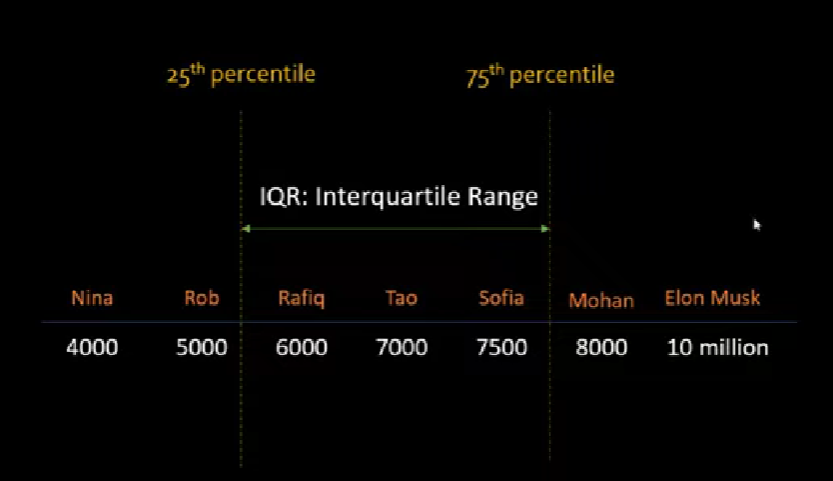 25th percentile 75th percentile
IQR: Interquartile Range
Nina Rob Rafiq Tao Sofia Mohan Elon Musk
4000 5000 6000 7000 7500 8000 10 million